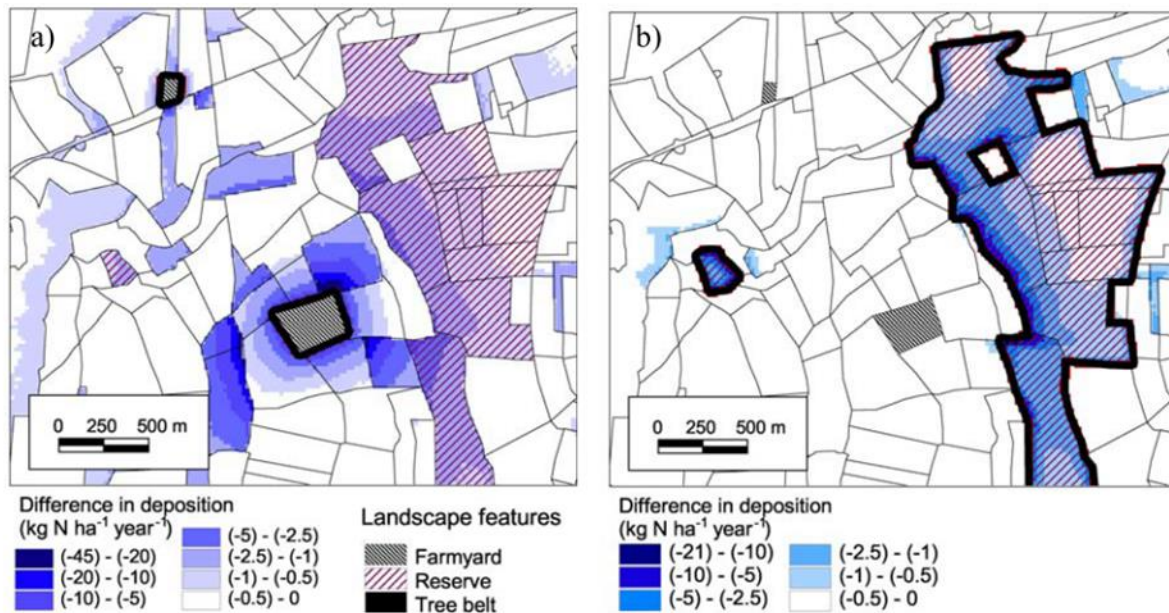 a)
b)
0 250 500 m
0 250 500 m
Difference in deposition
(kg N ha⁻¹ year⁻¹)
(-45) - (-20)
(-20) - (-10)
(-10) - (-5)
(-5) - (-2.5)
(-2.5) - (-1)
(-1) - (-0.5)
(-0.5) - 0
Landscape features
Farmyard
Reserve
Tree belt
Difference in deposition
(kg N ha⁻¹ year⁻¹)
(-21) - (-10)
(-10) - (-5)
(-5) - (-2.5)
(-2.5) - (-1)
(-1) - (-0.5)
(-0.5) - 0